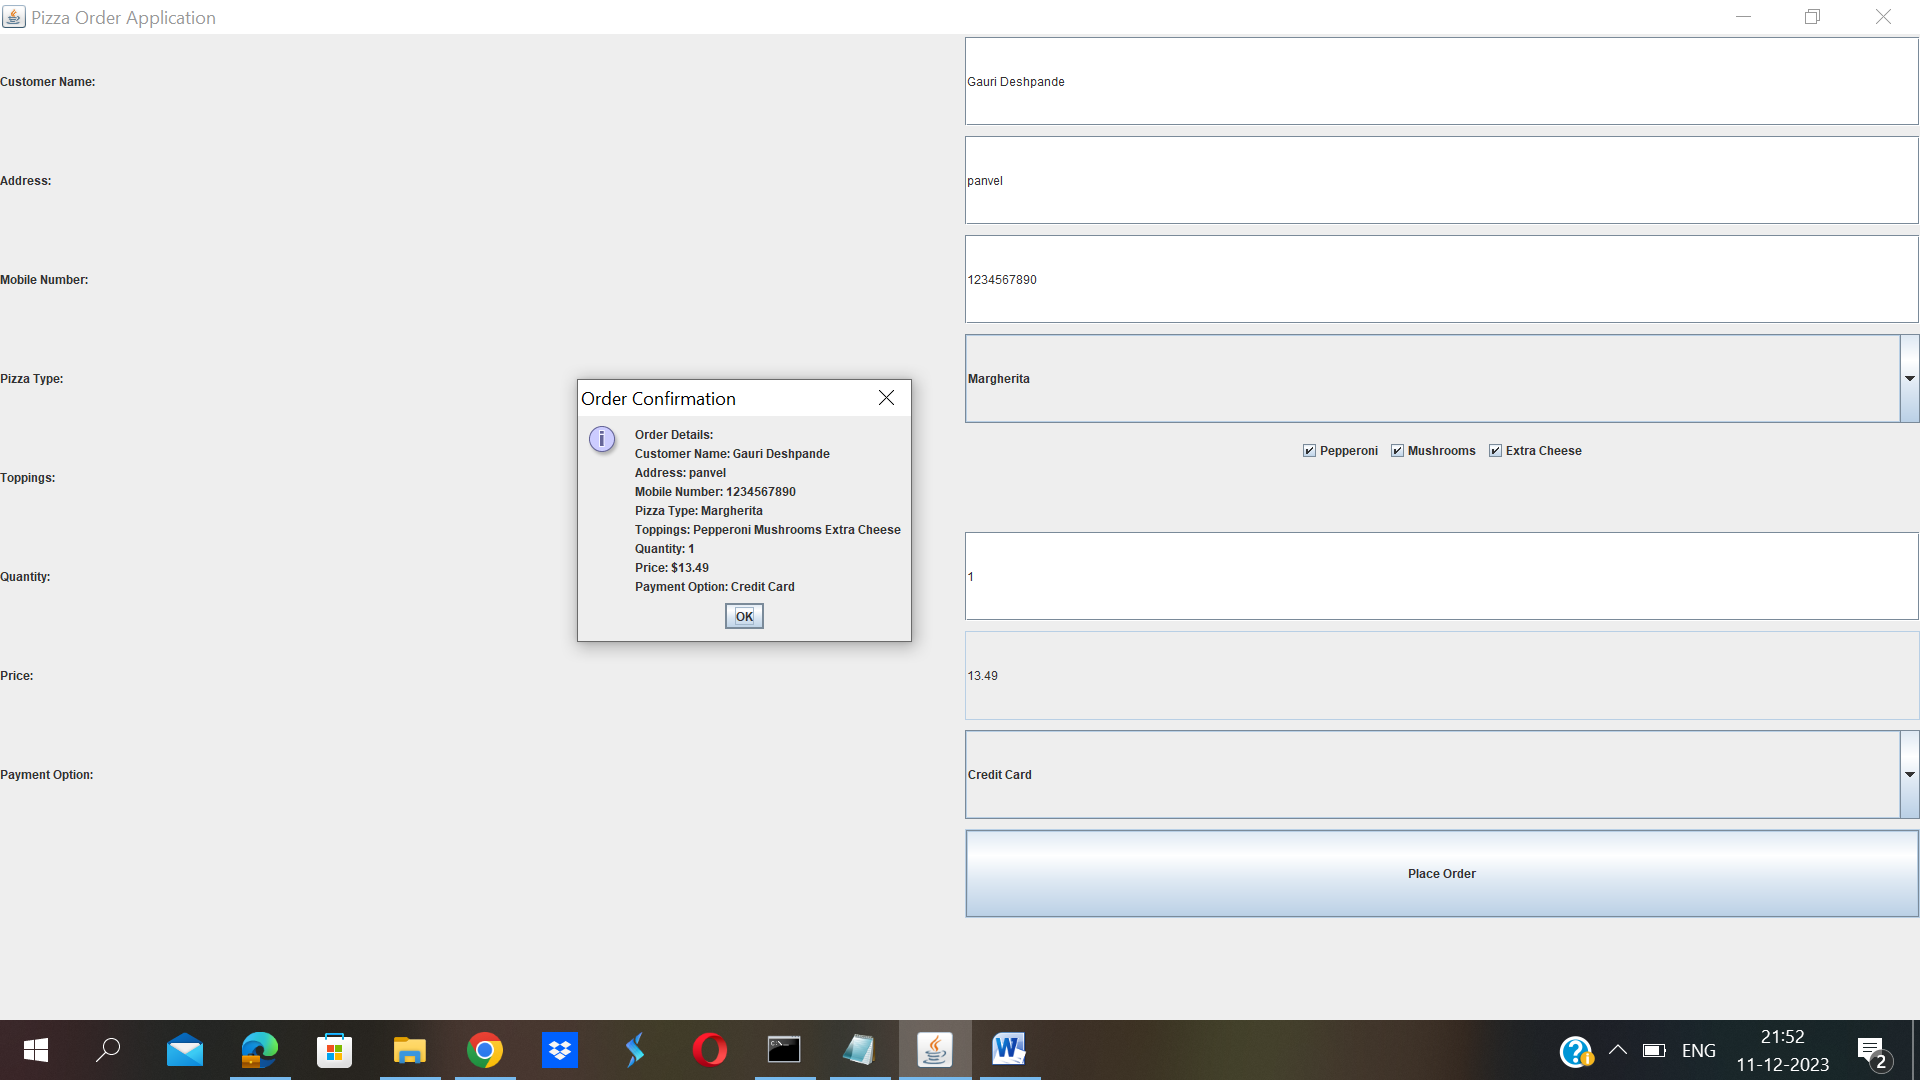 Pizza Order Application
Customer Name:
Gauri Deshpande
Address:
panvel
Mobile Number:
1234567890
Pizza Type:
Margherita
Toppings:
Pepperoni Mushrooms Extra Cheese
Quantity:
1
Price:
13.49
Payment Option:
Credit Card
Place Order
Order Confirmation
Order Details:
Customer Name: Gauri Deshpande
Address: panvel
Mobile Number: 1234567890
Pizza Type: Margherita
Toppings: Pepperoni Mushrooms Extra Cheese
Quantity: 1
Price: $13.49
Payment Option: Credit Card
OK
ENG
21:52
11-12-2023
2